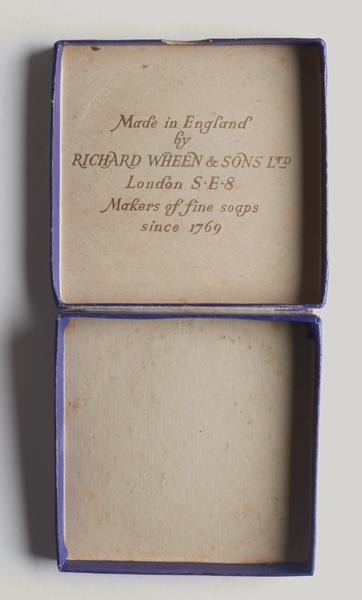 Made in England
by
RICHARD WHEEN & SONS LTD
London S·E·8
Makers of fine soaps
since 1769